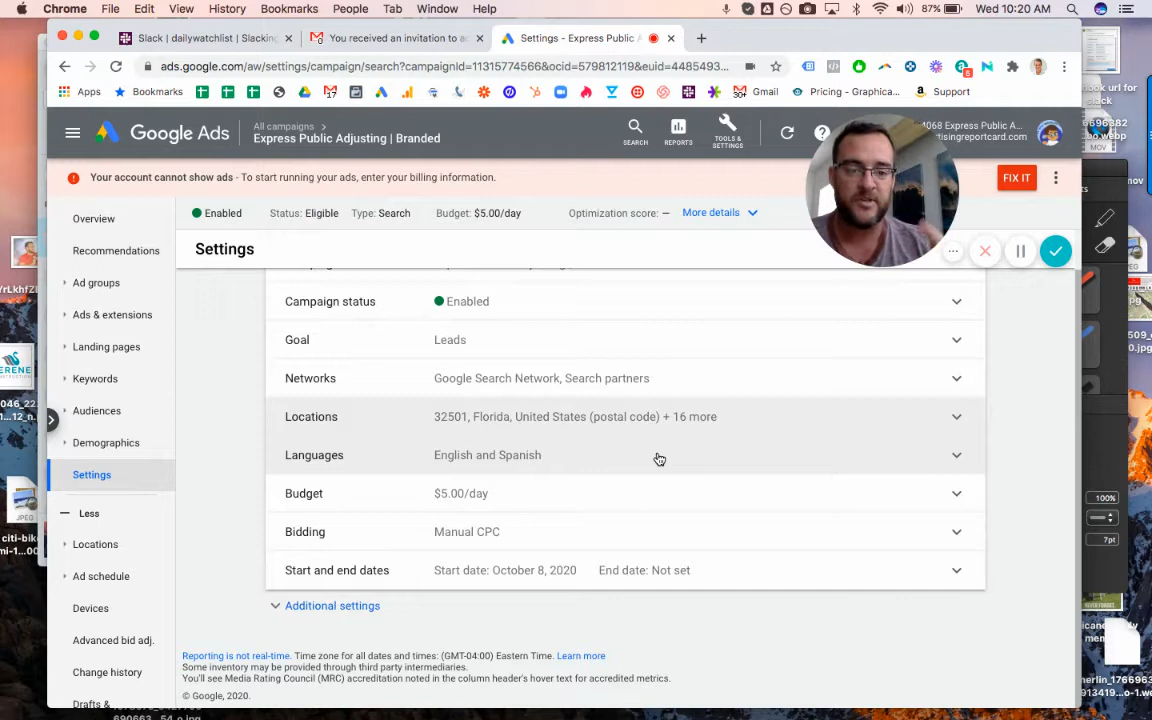 Chrome File Edit View History Bookmarks People Tab Window Help 87% Wed 10:20 AM
Slack | dailywatchlist | Slacking
You received an invitation to ac
Settings - Express Public A
ads.google.com/aw/settings/campaign/search?campaignId=11315774566&ocid=579812119&euid=4485493...
Apps Bookmarks Gmail Pricing - Graphica... Support
Google Ads
All campaigns
Express Public Adjusting | Branded
SEARCH
REPORTS
TOOLS &
SETTINGS
4068 Express Public A...
tisingreportcard.com
Your account cannot show ads - To start running your ads, enter your billing information.
FIX IT
Enabled Status: Eligible Type: Search Budget: $5.00/day Optimization score: — More details
Settings
Overview
Recommendations
Ad groups
Ads & extensions
Landing pages
Keywords
Audiences
Demographics
Settings
Less
Locations
Ad schedule
Devices
Advanced bid adj.
Change history
Drafts &
Campaign status Enabled
Goal Leads
Networks Google Search Network, Search partners
Locations 32501, Florida, United States (postal code) + 16 more
Languages English and Spanish
Budget $5.00/day
Bidding Manual CPC
Start and end dates Start date: October 8, 2020 End date: Not set
Additional settings
Reporting is not real-time. Time zone for all dates and times: (GMT-04:00) Eastern Time. Learn more
Some inventory may be provided through third party intermediaries.
You'll see Media Rating Council (MRC) accreditation noted in the column header's hover text for accredited metrics.
© Google, 2020.
100%
7pt